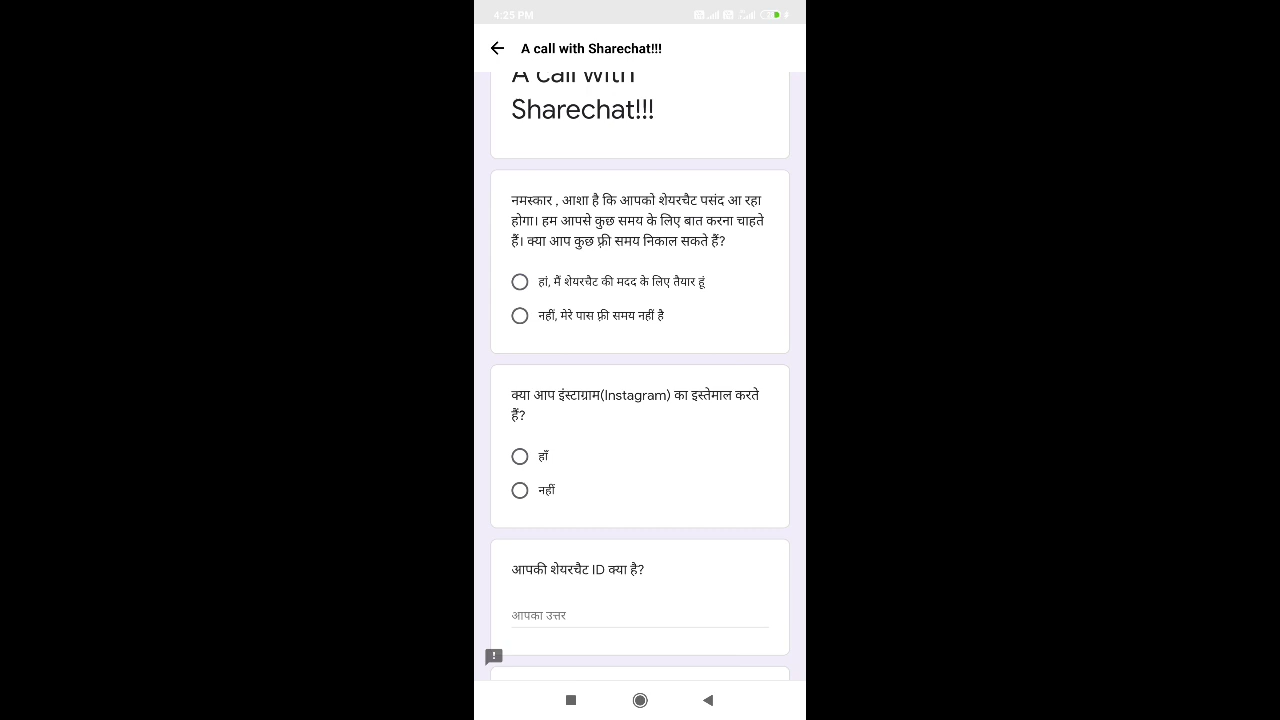 4:25 PM
A call with Sharechat!!!
A call with
Sharechat!!!
नमस्कार , आशा है कि आपको शेयरचैट पसंद आ रहा
होगा। हम आपसे कुछ समय के लिए बात करना चाहते
हैं। क्या आप कुछ फ़्री समय निकाल सकते हैं?
हां, मैं शेयरचैट की मदद के लिए तैयार हूं
नहीं, मेरे पास फ़्री समय नहीं है
क्या आप इंस्टाग्राम(Instagram) का इस्तेमाल करते
हैं?
हाँ
नहीं
आपकी शेयरचैट ID क्या है?
आपका उत्तर